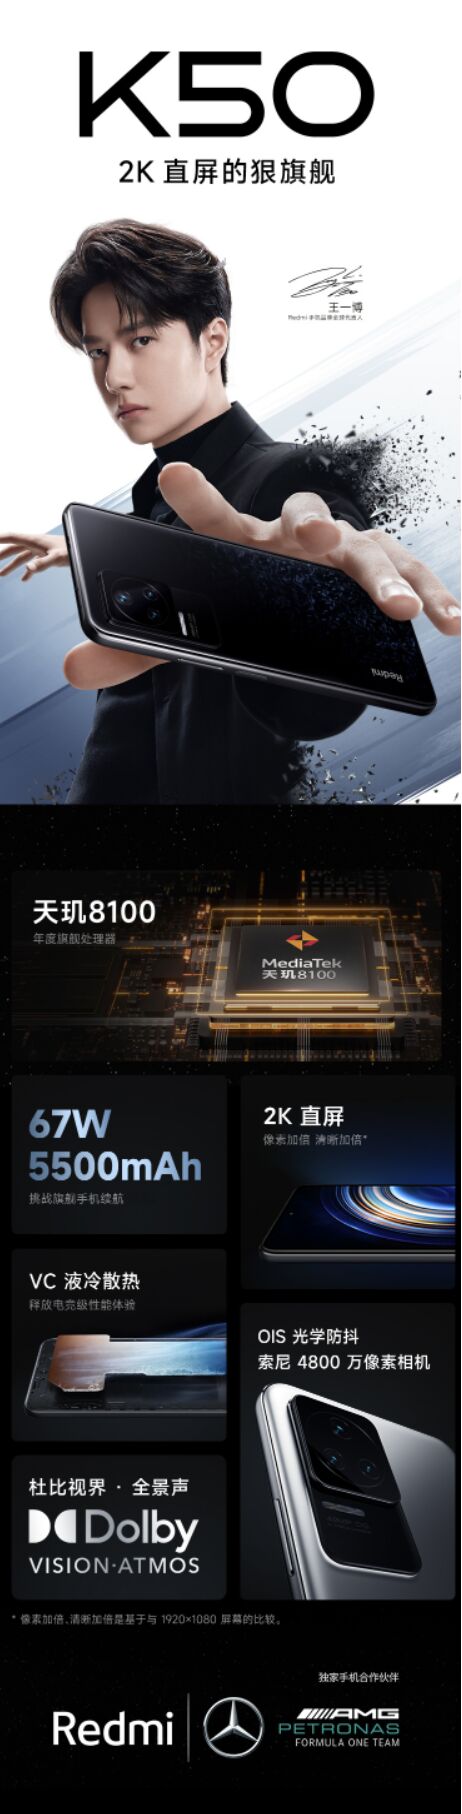 K50
2K 直屏的狠旗舰
王一博
Redmi 手机品牌全球代言人
Redmi
天玑8100
年度旗舰处理器
MediaTek
天玑8100
67W
5500mAh
挑战旗舰手机续航
2K 直屏
像素加倍 清晰加倍*
VC 液冷散热
释放电竞级性能体验
OIS 光学防抖
索尼 4800 万像素相机
杜比视界 · 全景声
Dolby
VISION·ATMOS
* 像素加倍、清晰加倍是基于与 1920×1080 屏幕的比较。
独家手机合作伙伴
Redmi
AMG
PETRONAS
FORMULA ONE TEAM